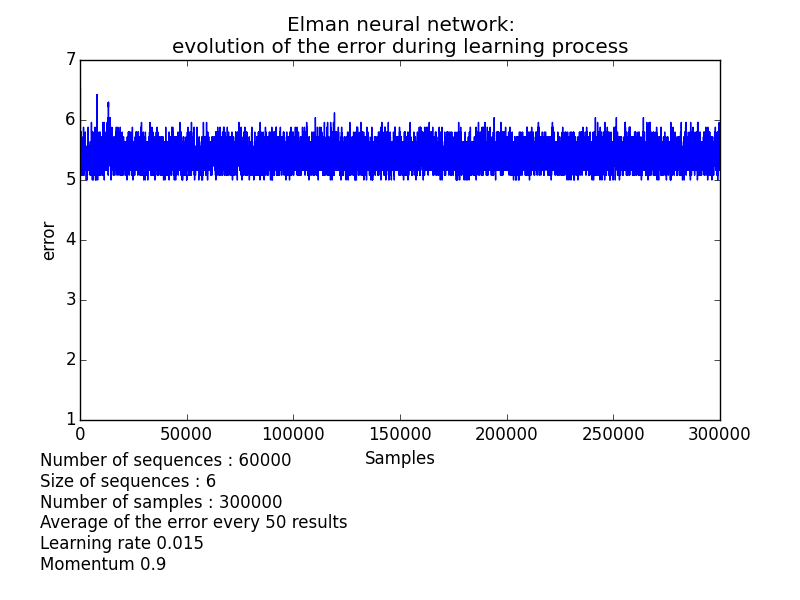 Elman neural network:
evolution of the error during learning process
7
6
5
4
3
2
1
error
0 50000 100000 150000 200000 250000 300000
Samples
Number of sequences : 60000
Size of sequences : 6
Number of samples : 300000
Average of the error every 50 results
Learning rate 0.015
Momentum 0.9